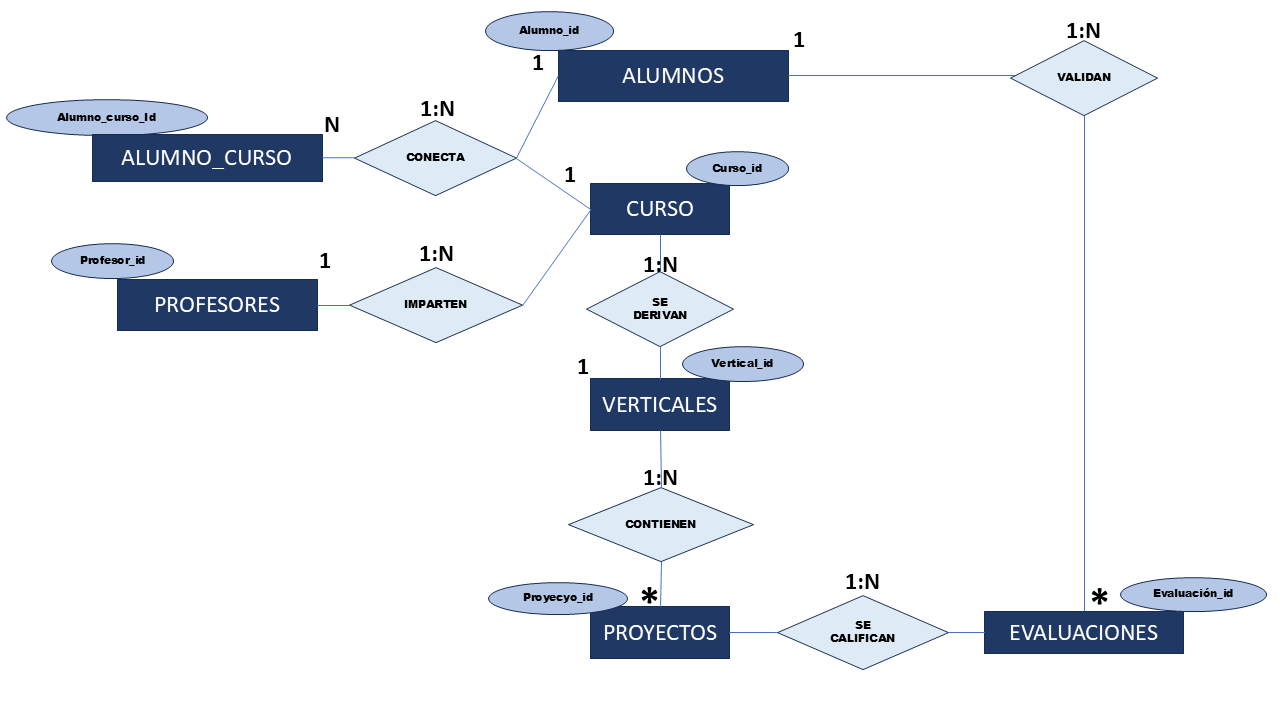 Alumno_id
1:N
1
ALUMNOS
1
VALIDAN
Alumno_curso_Id
N
1:N
ALUMNO_CURSO
CONECTA
1
Curso_id
CURSO
Profesor_id
1
1:N
PROFESORES
IMPARTEN
1:N
SE
DERIVAN
1
Vertical_id
VERTICALES
1:N
CONTIENEN
Proyecyo_id
*
PROYECTOS
1:N
SE
CALIFICAN
*
Evaluación_id
EVALUACIONES